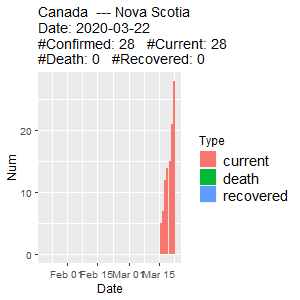 Canada  --- Nova Scotia
Date: 2020-03-22
#Confirmed: 28   #Current: 28
#Death: 0   #Recovered: 0
Num
20
10
0
Feb 01 Feb 15 Mar 01 Mar 15
Date
Type
current
death
recovered